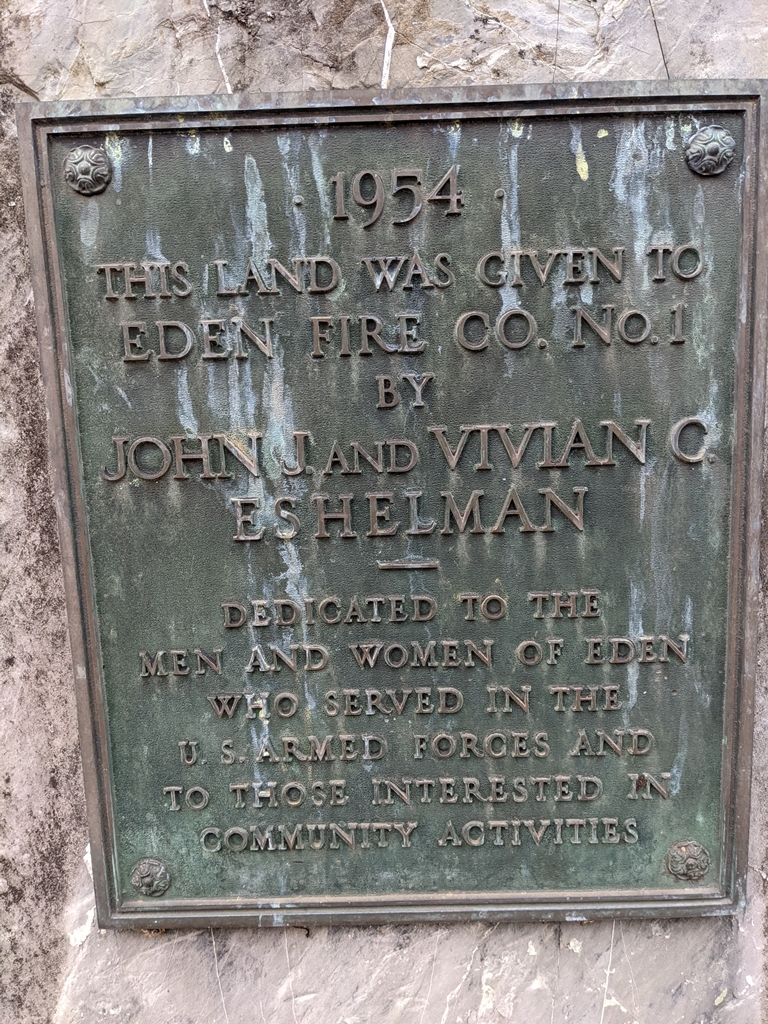 · 1954 ·
THIS LAND WAS GIVEN TO
EDEN FIRE CO. NO. 1
BY
JOHN J. AND VIVIAN C.
ESHELMAN
DEDICATED TO THE
MEN AND WOMEN OF EDEN
WHO SERVED IN THE
U. S. ARMED FORCES AND
TO THOSE INTERESTED IN
COMMUNITY ACTIVITIES